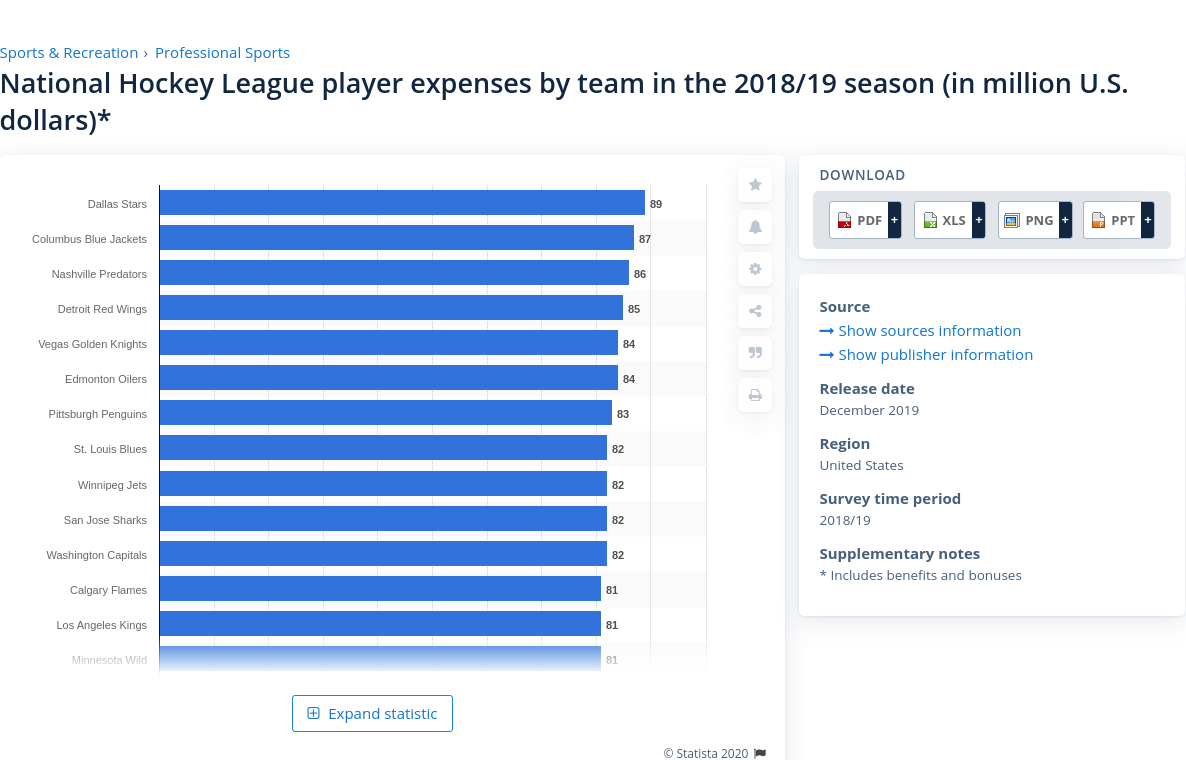 Sports & Recreation › Professional Sports
National Hockey League player expenses by team in the 2018/19 season (in million U.S.
dollars)*
Dallas Stars 89
Columbus Blue Jackets 87
Nashville Predators 86
Detroit Red Wings 85
Vegas Golden Knights 84
Edmonton Oilers 84
Pittsburgh Penguins 83
St. Louis Blues 82
Winnipeg Jets 82
San Jose Sharks 82
Washington Capitals 82
Calgary Flames 81
Los Angeles Kings 81
Minnesota Wild 81
Expand statistic
© Statista 2020
DOWNLOAD
PDF + XLS + PNG + PPT +
Source
Show sources information
Show publisher information
Release date
December 2019
Region
United States
Survey time period
2018/19
Supplementary notes
* Includes benefits and bonuses